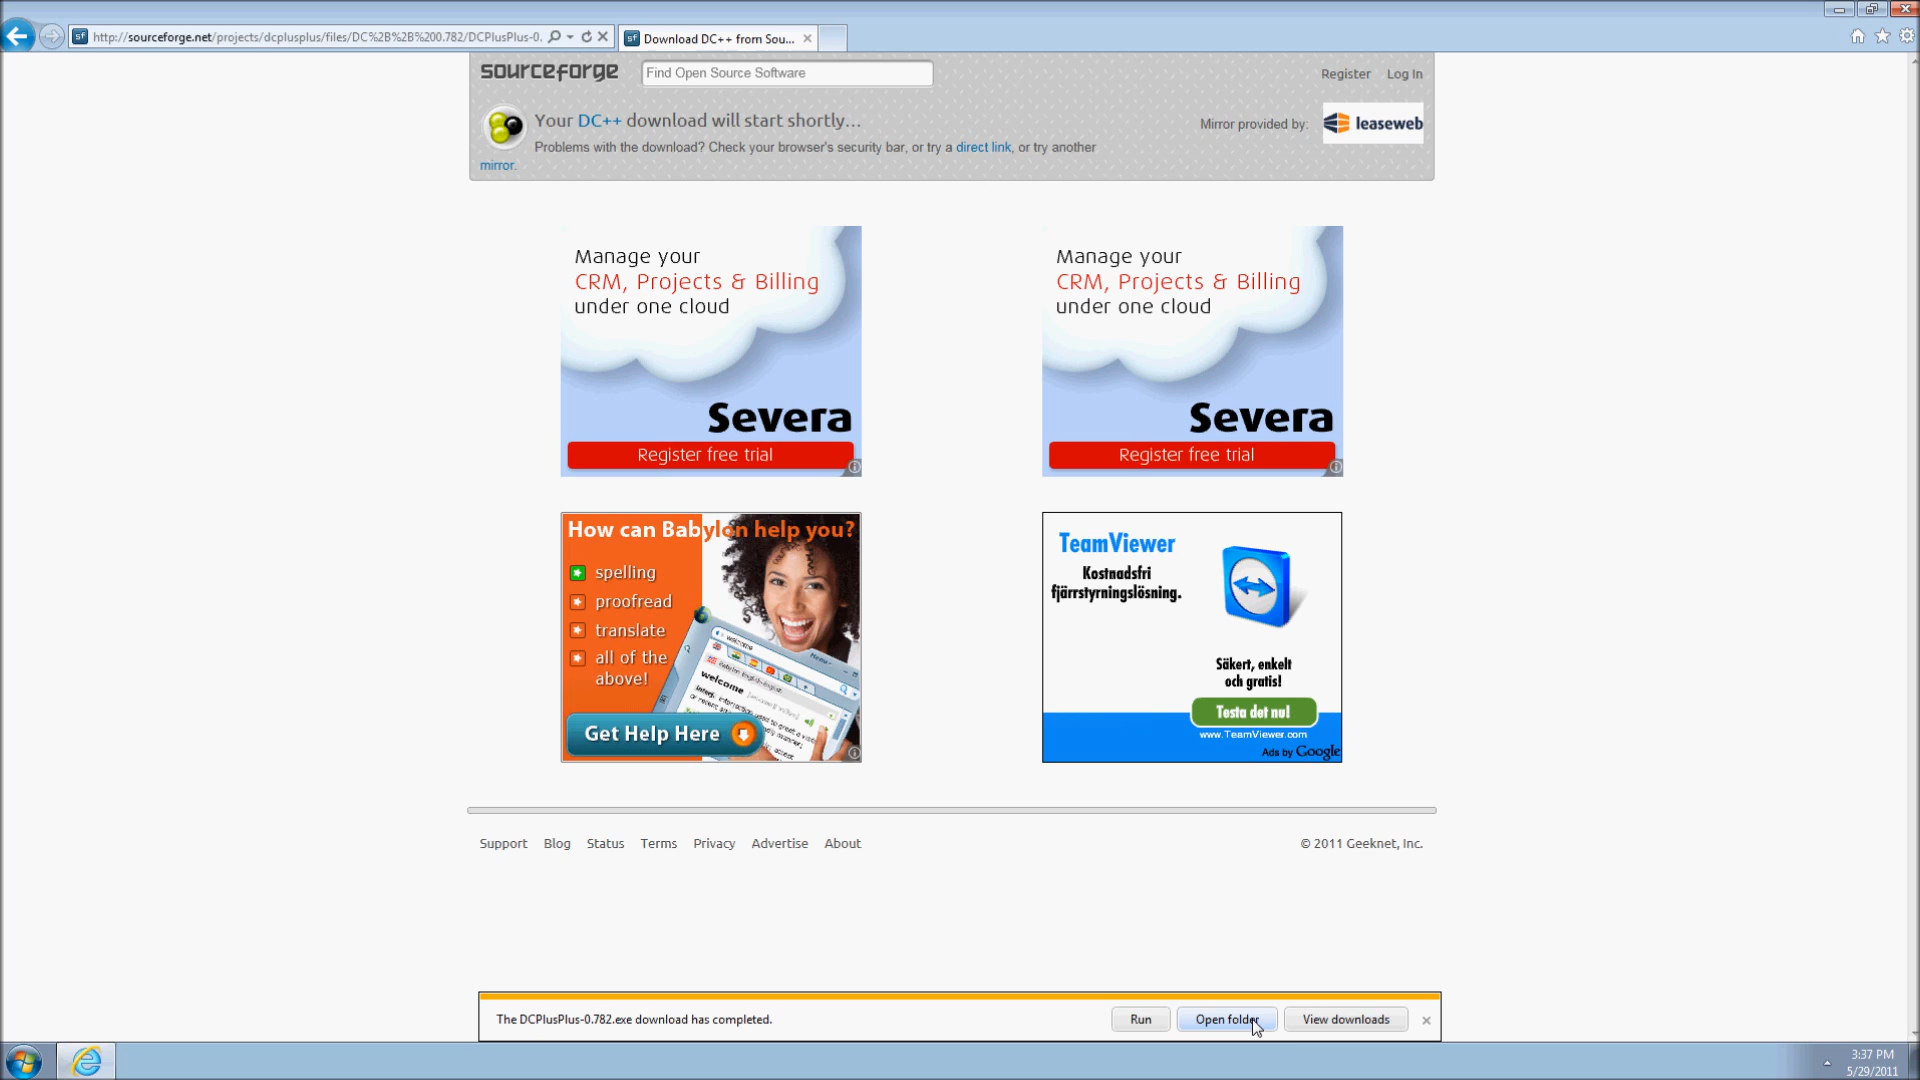 http://sourceforge.net/projects/dcplusplus/files/DC%2B%2B%200.782/DCPlusPlus-0.
Download DC++ from Sou...
sourceforge
Find Open Source Software
Register Log In
Your DC++ download will start shortly...
Mirror provided by: leaseweb
Problems with the download? Check your browser's security bar, or try a direct link, or try another
mirror.
Manage your
CRM, Projects & Billing
under one cloud
Severa
Register free trial
Manage your
CRM, Projects & Billing
under one cloud
Severa
Register free trial
How can Babylon help you?
spelling
proofread
translate
all of the
above!
welcome
Get Help Here
TeamViewer
Kostnadsfri
fjärrstyrningslösning.
Säkert, enkelt
och gratis!
Testa det nu!
www.TeamViewer.com
Ads by Google
Support Blog Status Terms Privacy Advertise About
© 2011 Geeknet, Inc.
The DCPlusPlus-0.782.exe download has completed.
Run Open folder View downloads
3:37 PM
5/29/2011